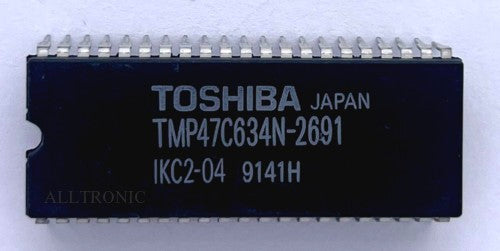 TOSHIBA JAPAN
TMP47C634N-2691
IKC2-04 9141H
ALLTRONIC